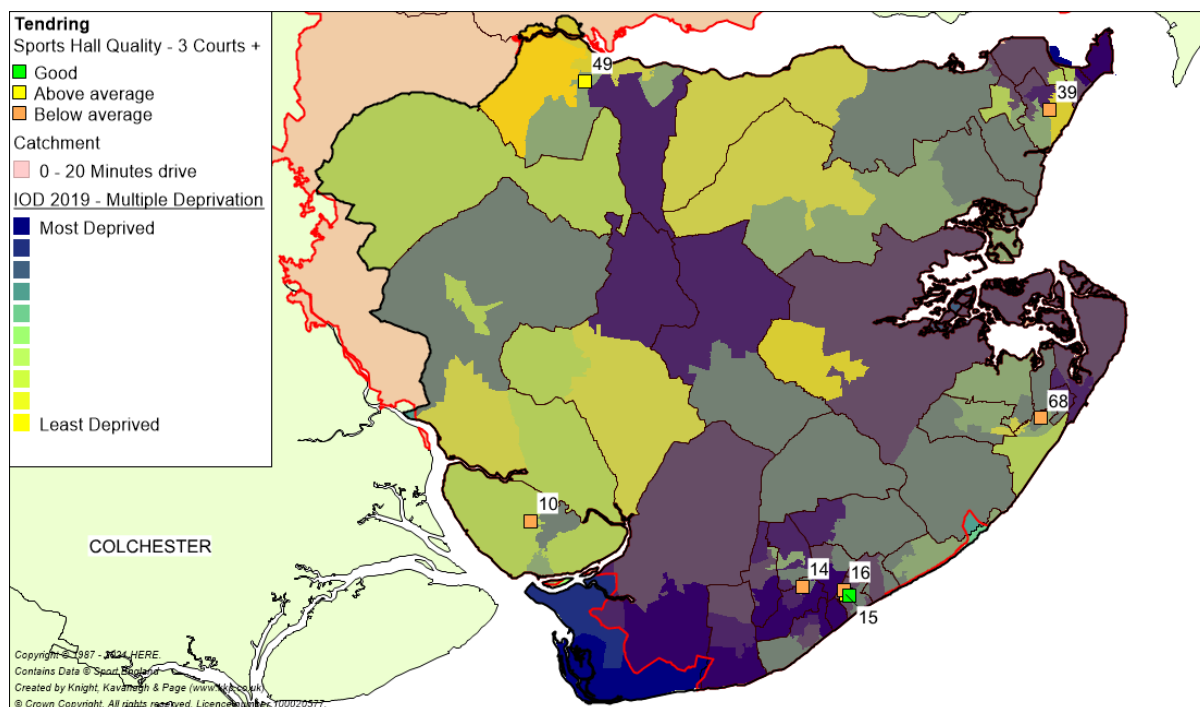 Tendring
Sports Hall Quality - 3 Courts +
Good
Above average
Below average
Catchment
0 - 20 Minutes drive
IOD 2019 - Multiple Deprivation
Most Deprived
Least Deprived
49
39
68
10
COLCHESTER
14
16
15
Copyright © 1987 - 2024 HERE.
Contains Data © Sport England
Created by Knight, Kavanagh & Page (www.kkp.co.uk)
© Crown Copyright. All rights reserved. Licence number 100020577.